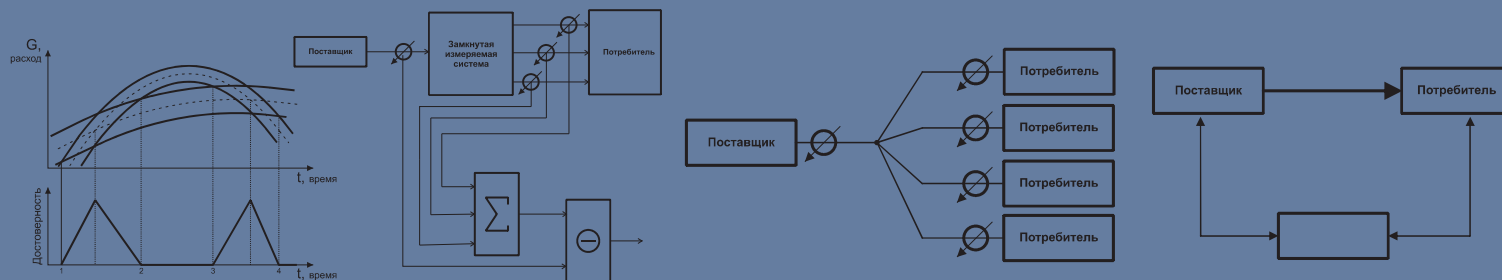 G,
расход
t, время
Достоверность
1
2
3
4
t, время
Поставщик
Замкнутая
измеряемая
система
Потребитель
Σ
Поставщик
Потребитель
Потребитель
Потребитель
Потребитель
Поставщик
Потребитель